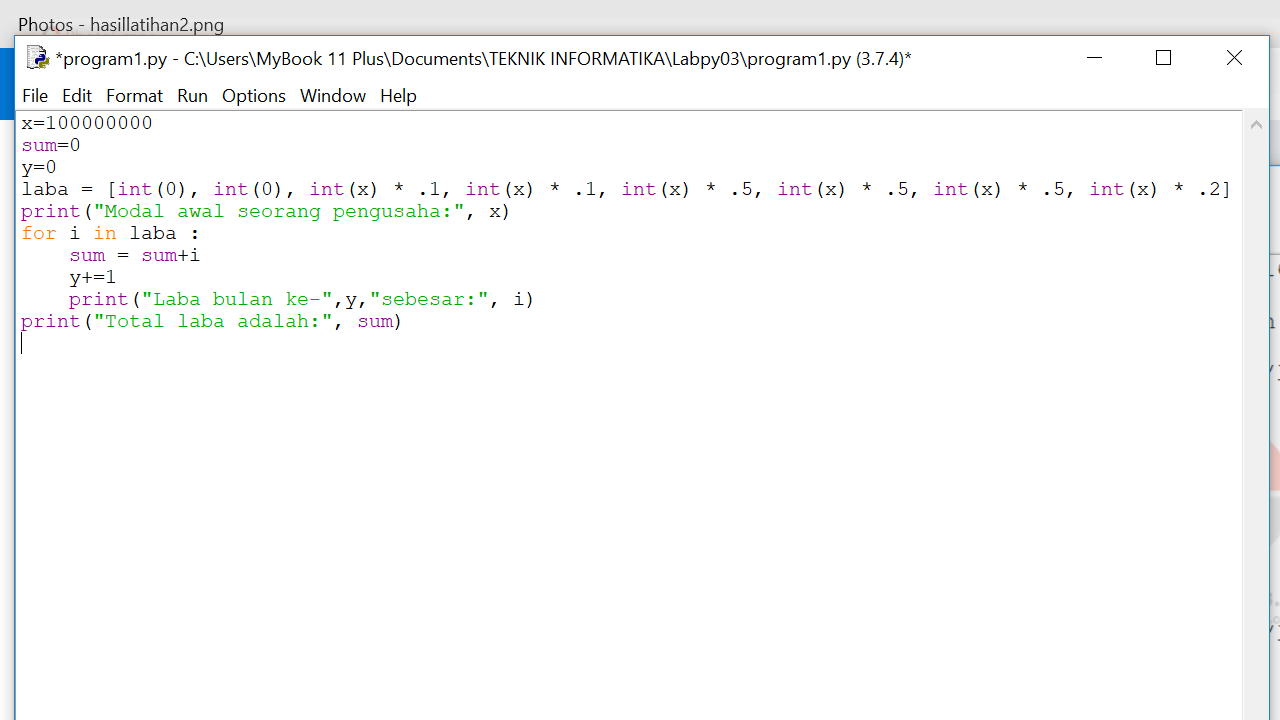 Photos - hasillatihan2.png
*program1.py - C:\Users\MyBook 11 Plus\Documents\TEKNIK INFORMATIKA\Labpy03\program1.py (3.7.4)*
File Edit Format Run Options Window Help
x=100000000
sum=0
y=0
laba = [int(0), int(0), int(x) * .1, int(x) * .1, int(x) * .5, int(x) * .5, int(x) * .5, int(x) * .2]
print("Modal awal seorang pengusaha:", x)
for i in laba :
    sum = sum+i
    y+=1
    print("Laba bulan ke-",y,"sebesar:", i)
print("Total laba adalah:", sum)